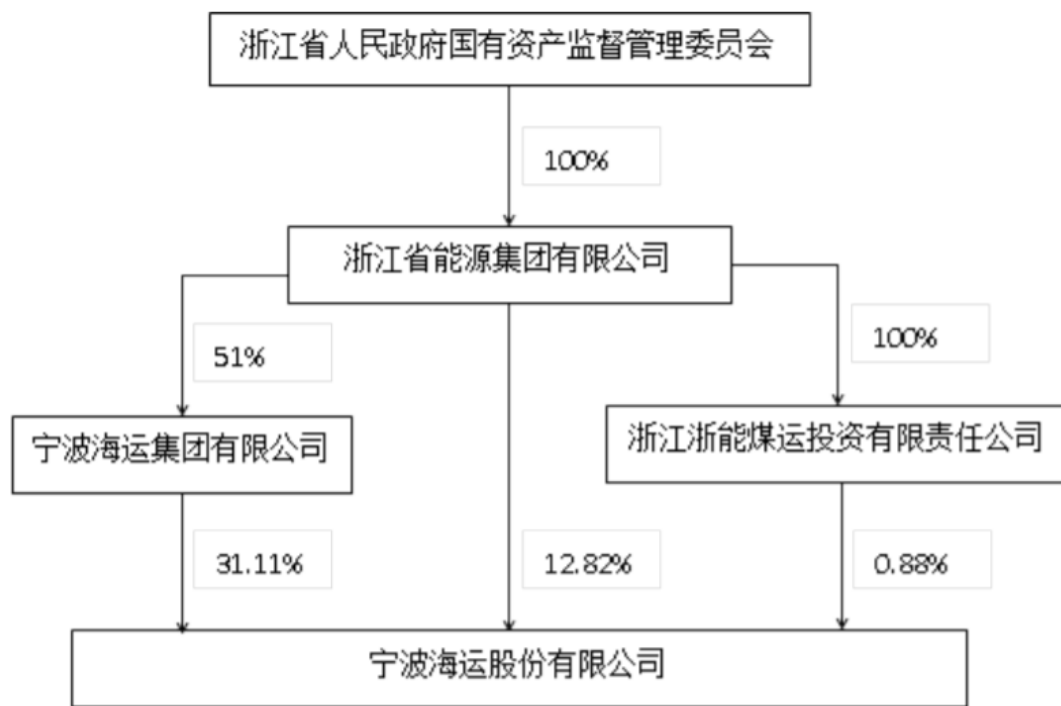 浙江省人民政府国有资产监督管理委员会
100%
浙江省能源集团有限公司
51%
100%
宁波海运集团有限公司
浙江浙能煤运投资有限责任公司
31.11%
12.82%
0.88%
宁波海运股份有限公司